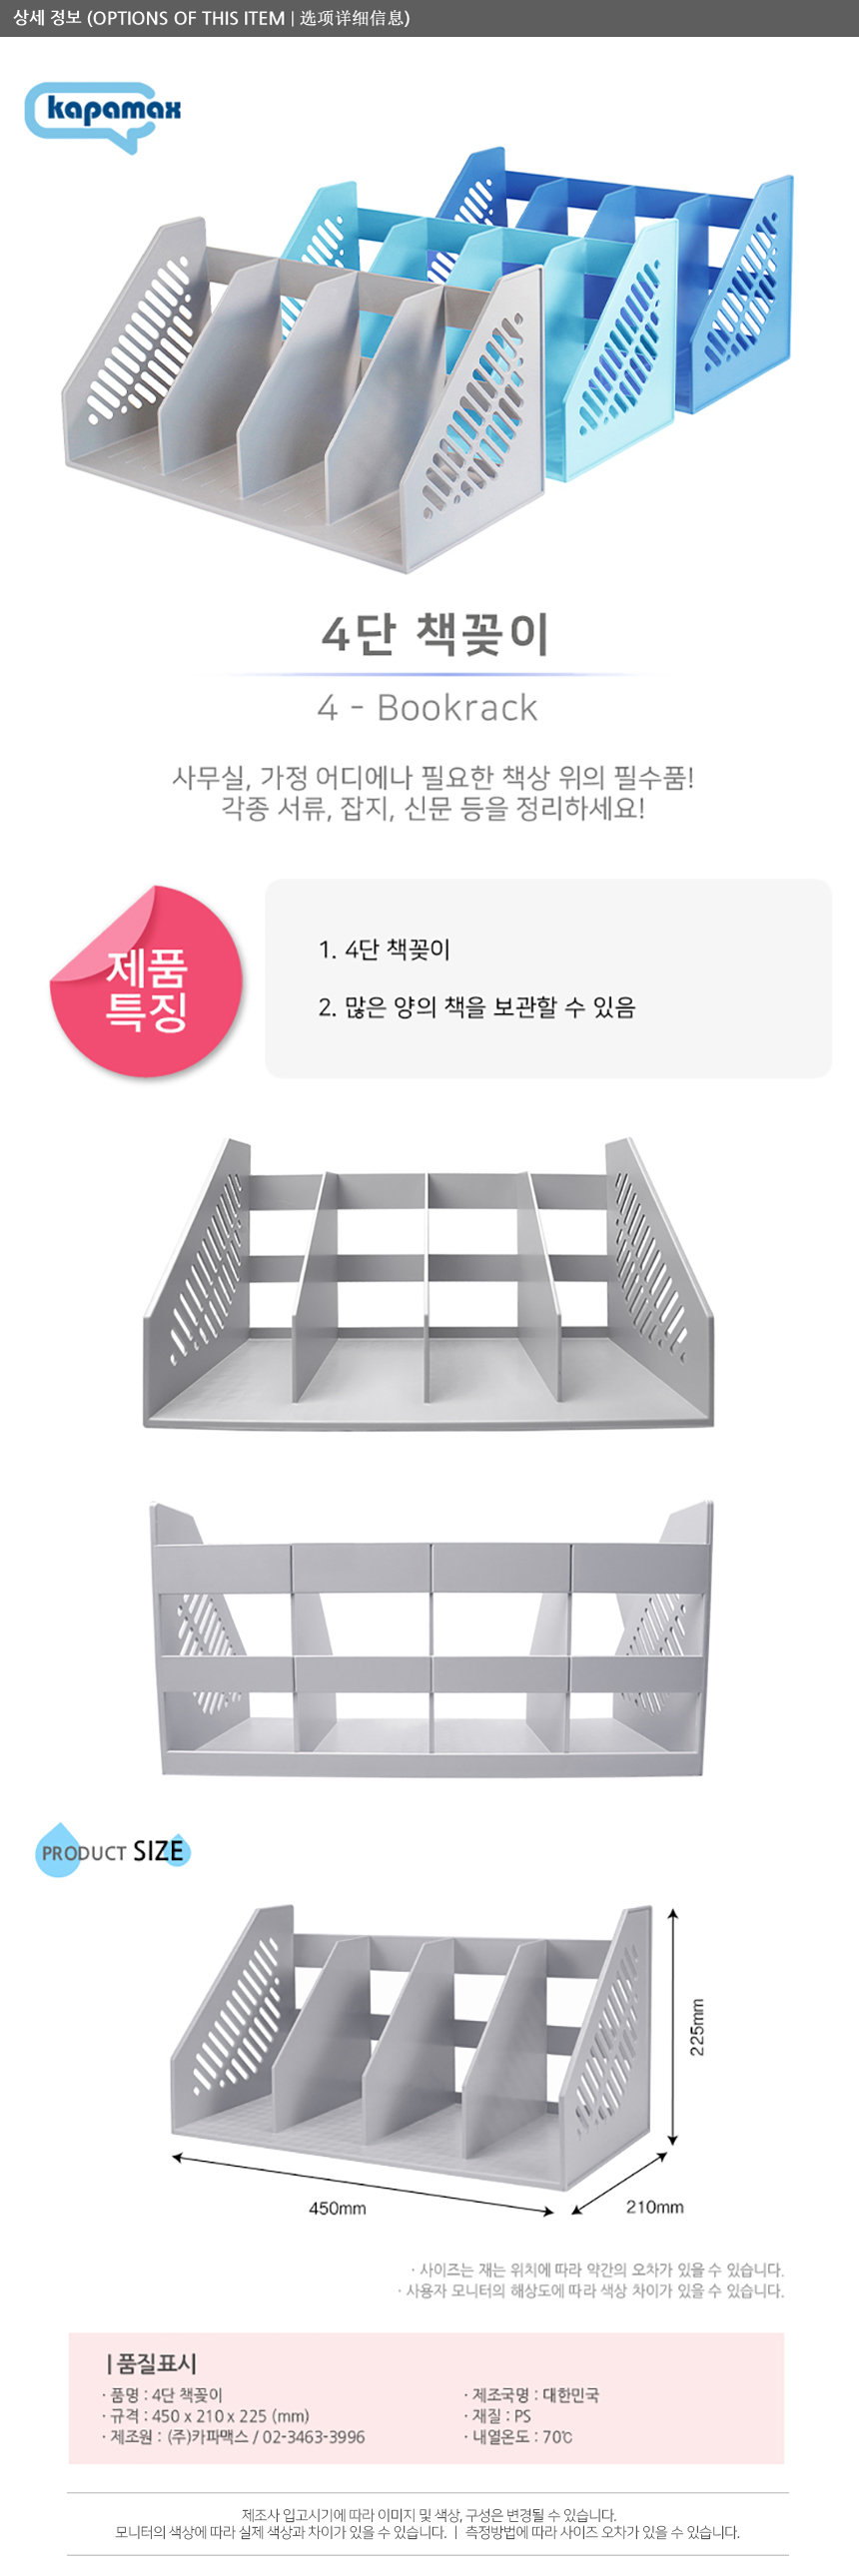 상세 정보 (OPTIONS OF THIS ITEM | 选项详细信息)
kapamax
4단 책꽂이
4 - Bookrack
사무실, 가정 어디에나 필요한 책상 위의 필수품!
각종 서류, 잡지, 신문 등을 정리하세요!
제품
특징
1. 4단 책꽂이
2. 많은 양의 책을 보관할 수 있음
PRODUCT SIZE
225mm
450mm
210mm
· 사이즈는 재는 위치에 따라 약간의 오차가 있을 수 있습니다.
· 사용자 모니터의 해상도에 따라 색상 차이가 있을 수 있습니다.
| 품질표시
· 품명 : 4단 책꽂이
· 규격 : 450 x 210 x 225 (mm)
· 제조원 : (주)카파맥스 / 02-3463-3996
· 제조국명 : 대한민국
· 재질 : PS
· 내열온도 : 70℃
제조사 입고시기에 따라 이미지 및 색상, 구성은 변경될 수 있습니다.
모니터의 색상에 따라 실제 색상과 차이가 있을 수 있습니다. | 측정방법에 따라 사이즈 오차가 있을 수 있습니다.